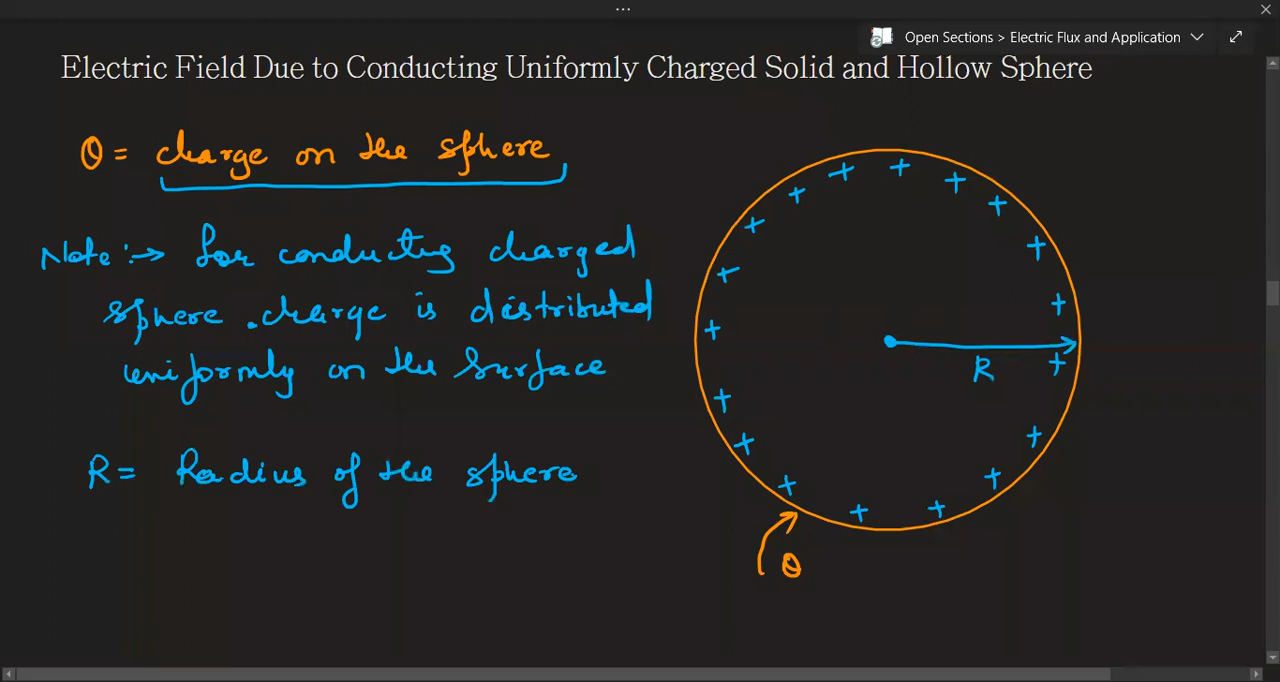 ...
Open Sections > Electric Flux and Application
Electric Field Due to Conducting Uniformly Charged Solid and Hollow Sphere
Q = charge on the sphere
Note :→ for conducting charged
sphere . charge is distributed
uniformly on the surface
R = Radius of the sphere
+ + + + + + + + + + + + + + + + + + + +
R
Q